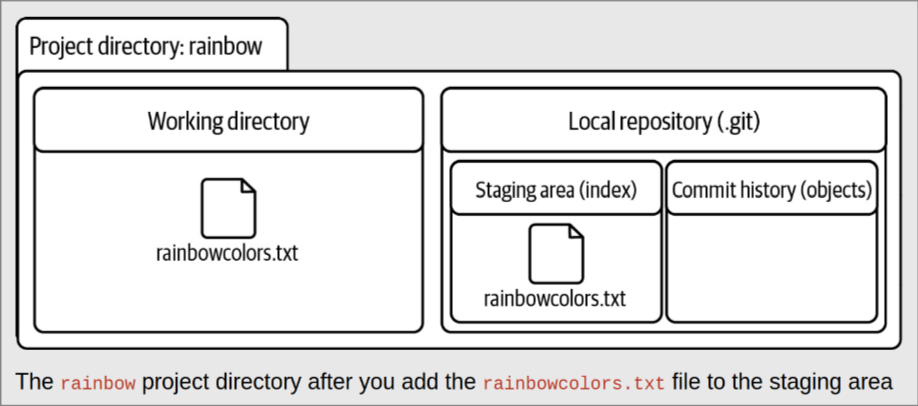 Project directory: rainbow
Working directory
Local repository (.git)
rainbowcolors.txt
Staging area (index)
Commit history (objects)
rainbowcolors.txt
The rainbow project directory after you add the rainbowcolors.txt file to the staging area